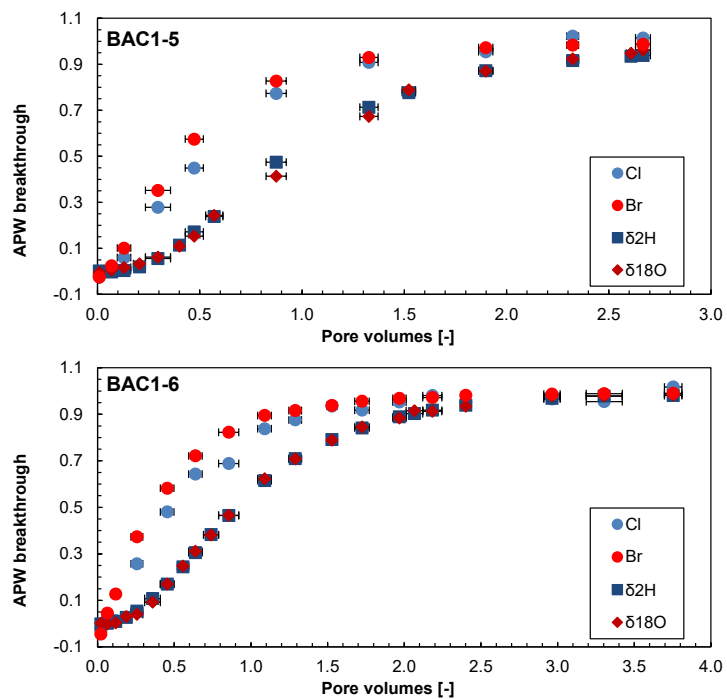 BAC1-5
APW breakthrough
1.1
0.9
0.7
0.5
0.3
0.1
-0.1
Cl
Br
δ2H
δ18O
0.0 0.5 1.0 1.5 2.0 2.5 3.0
Pore volumes [-]
BAC1-6
APW breakthrough
1.1
0.9
0.7
0.5
0.3
0.1
-0.1
Cl
Br
δ2H
δ18O
0.0 0.5 1.0 1.5 2.0 2.5 3.0 3.5 4.0
Pore volumes [-]